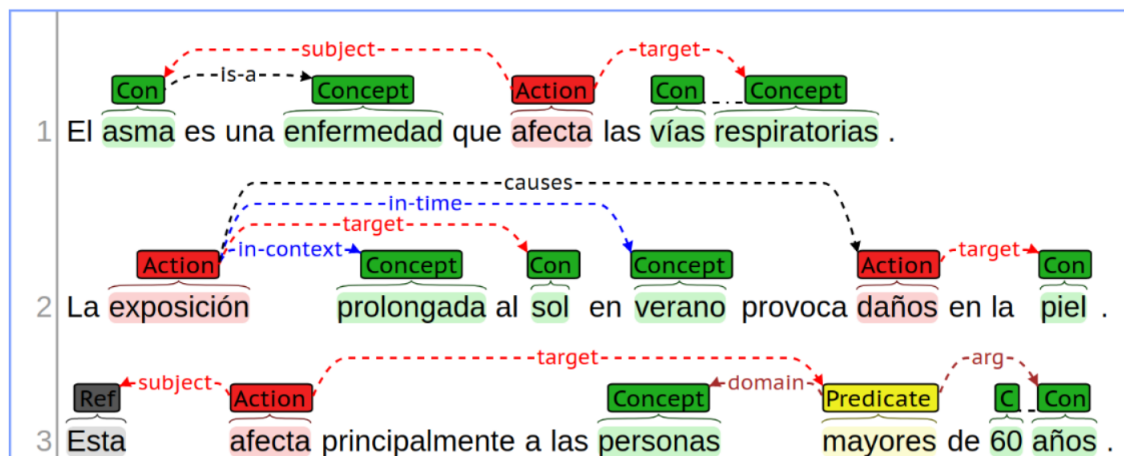 subject target
is-a
Con Concept Action Con Concept
1 El asma es una enfermedad que afecta las vías respiratorias .
causes
in-time
target
in-context
Action Concept Con Concept Action target Con
2 La exposición prolongada al sol en verano provoca daños en la piel .
target arg
Ref subject Action Concept domain Predicate C Con
3 Esta afecta principalmente a las personas mayores de 60 años .